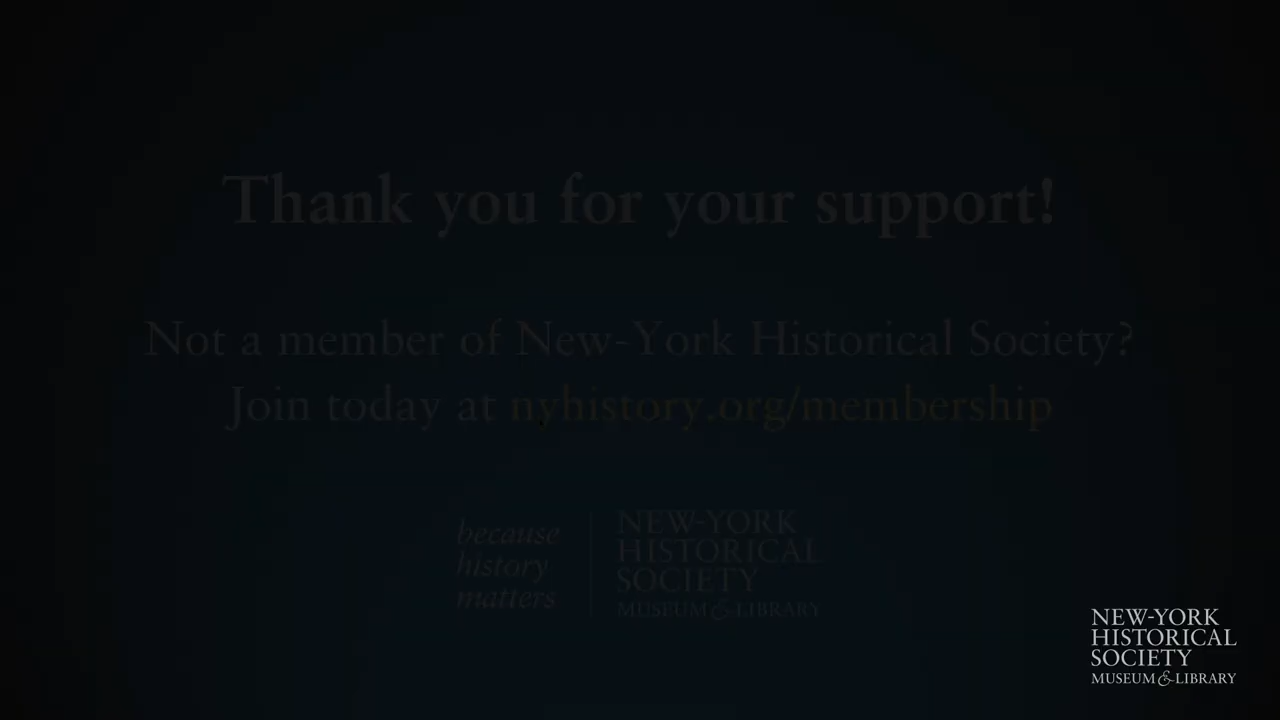 Thank you for your support!
Not a member of New-York Historical Society?
Join today at nyhistory.org/membership
because
history
matters
NEW-YORK
HISTORICAL
SOCIETY
MUSEUM & LIBRARY
NEW-YORK
HISTORICAL
SOCIETY
MUSEUM & LIBRARY